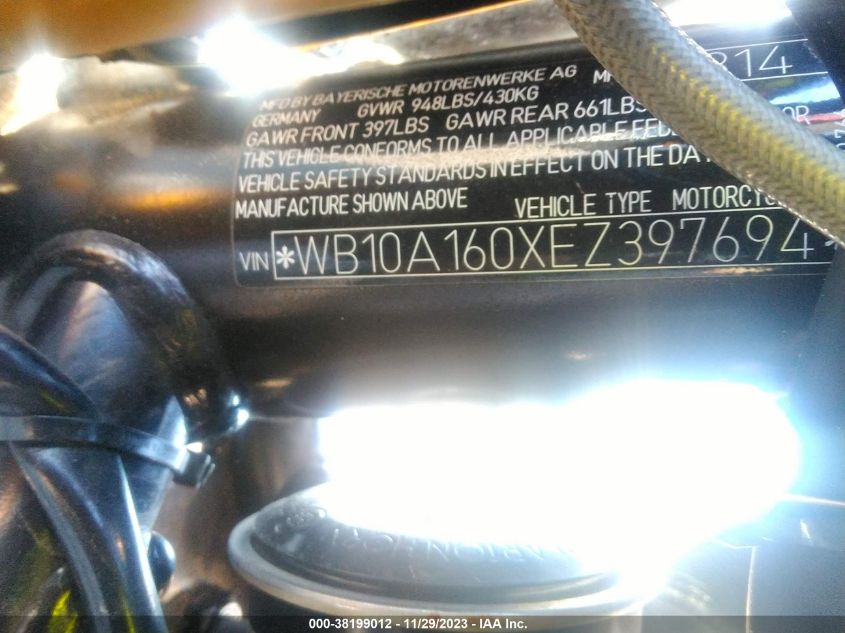 MFD BY BAYERISCHE MOTORENWERKE AG
GERMANY GVWR 948LBS/430KG
GAWR FRONT 397LBS GAWR REAR 661LBS
THIS VEHICLE CONFORMS TO ALL APPLICABLE
VEHICLE SAFETY STANDARDS IN EFFECT ON THE
MANUFACTURE SHOWN ABOVE VEHICLE TYPE
VIN *WB10A160XEZ397694*
000-38199012 - 11/29/2023 - IAA Inc.